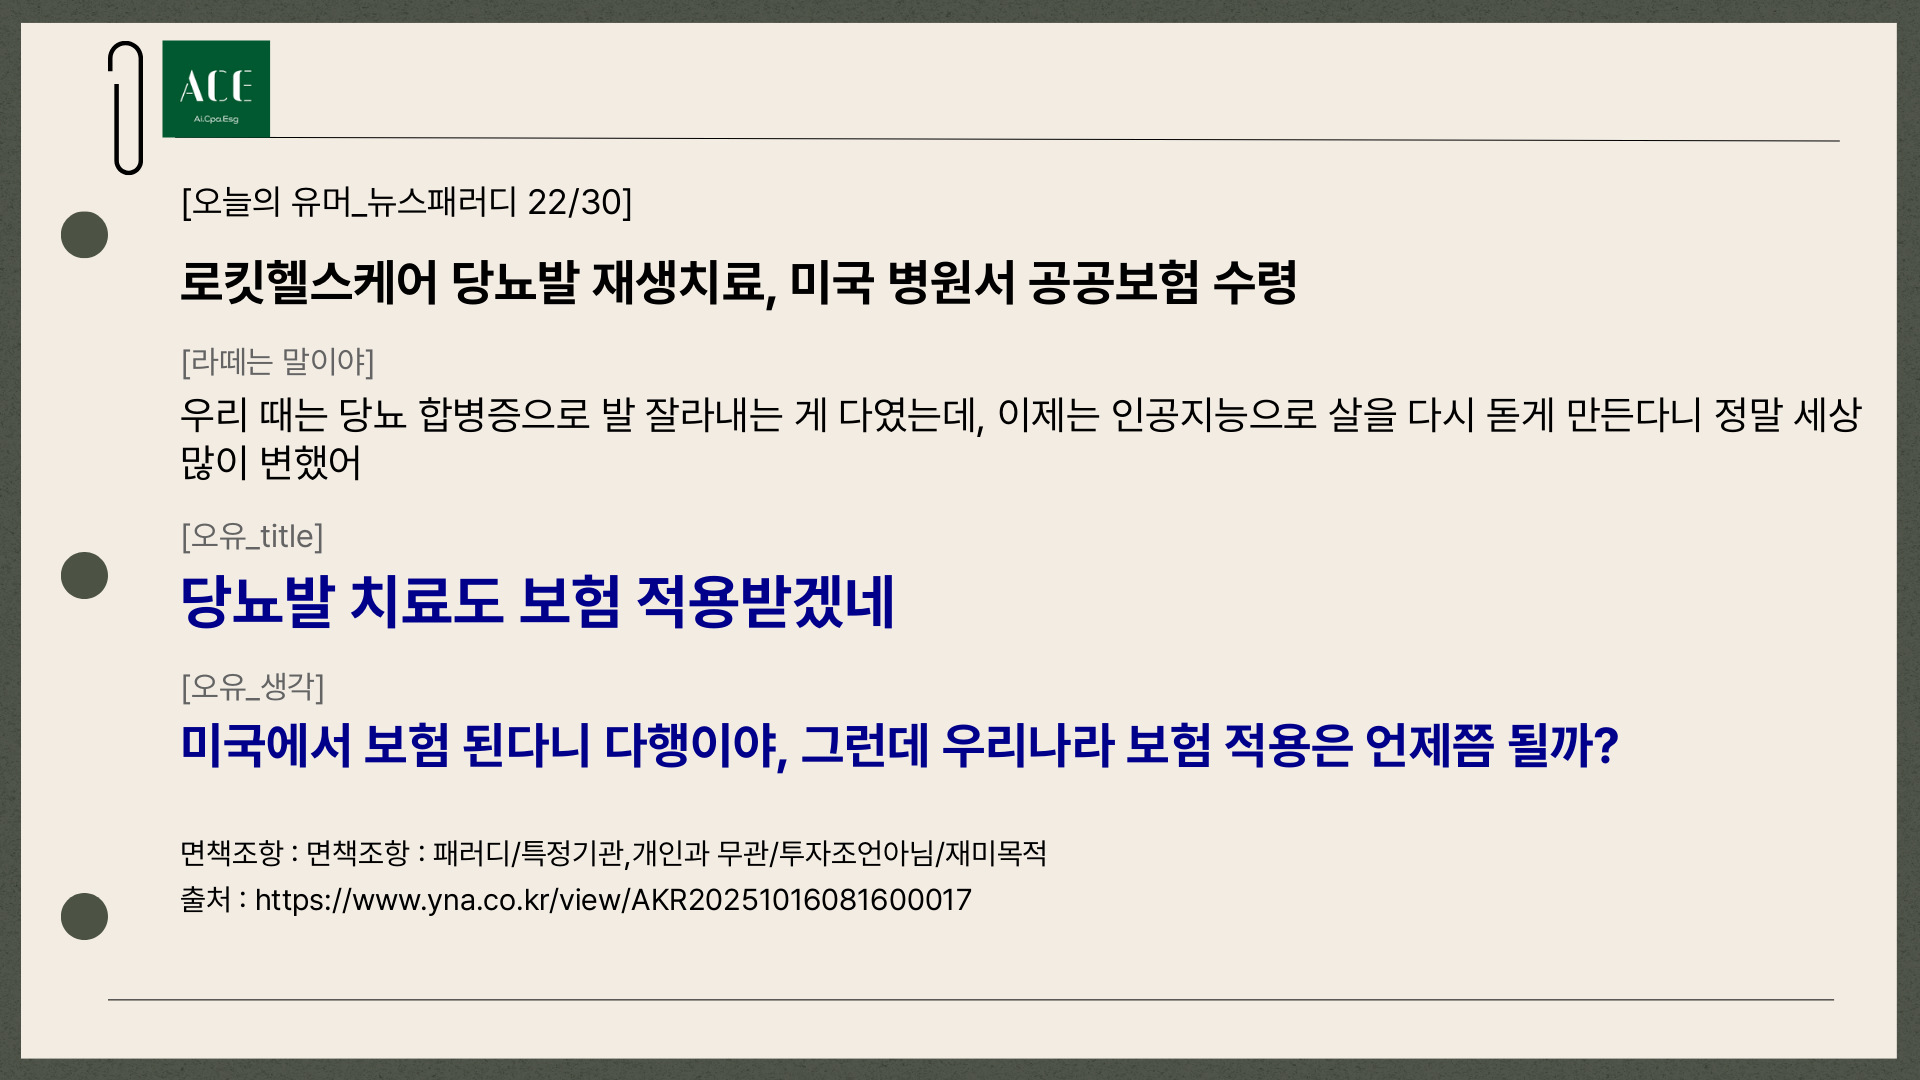 ACE
Ai.Cpa.Esg
[오늘의 유머_뉴스패러디 22/30]
로킷헬스케어 당뇨발 재생치료, 미국 병원서 공공보험 수령
[라떼는 말이야]
우리 때는 당뇨 합병증으로 발 잘라내는 게 다였는데, 이제는 인공지능으로 살을 다시 돋게 만든다니 정말 세상
많이 변했어
[오유_title]
당뇨발 치료도 보험 적용받겠네
[오유_생각]
미국에서 보험 된다니 다행이야, 그런데 우리나라 보험 적용은 언제쯤 될까?
면책조항 : 면책조항 : 패러디/특정기관,개인과 무관/투자조언아님/재미목적
출처 : https://www.yna.co.kr/view/AKR20251016081600017